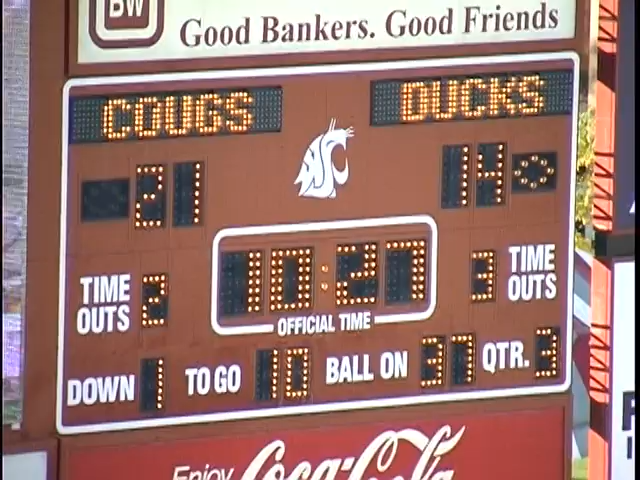 BW
Good Bankers. Good Friends
COUGS DUCKS
21 14
10:27
TIME OUTS 2
3 TIME OUTS
OFFICIAL TIME
DOWN 1 TO GO 10 BALL ON 37 QTR. 3
Enjoy
Coca-Cola